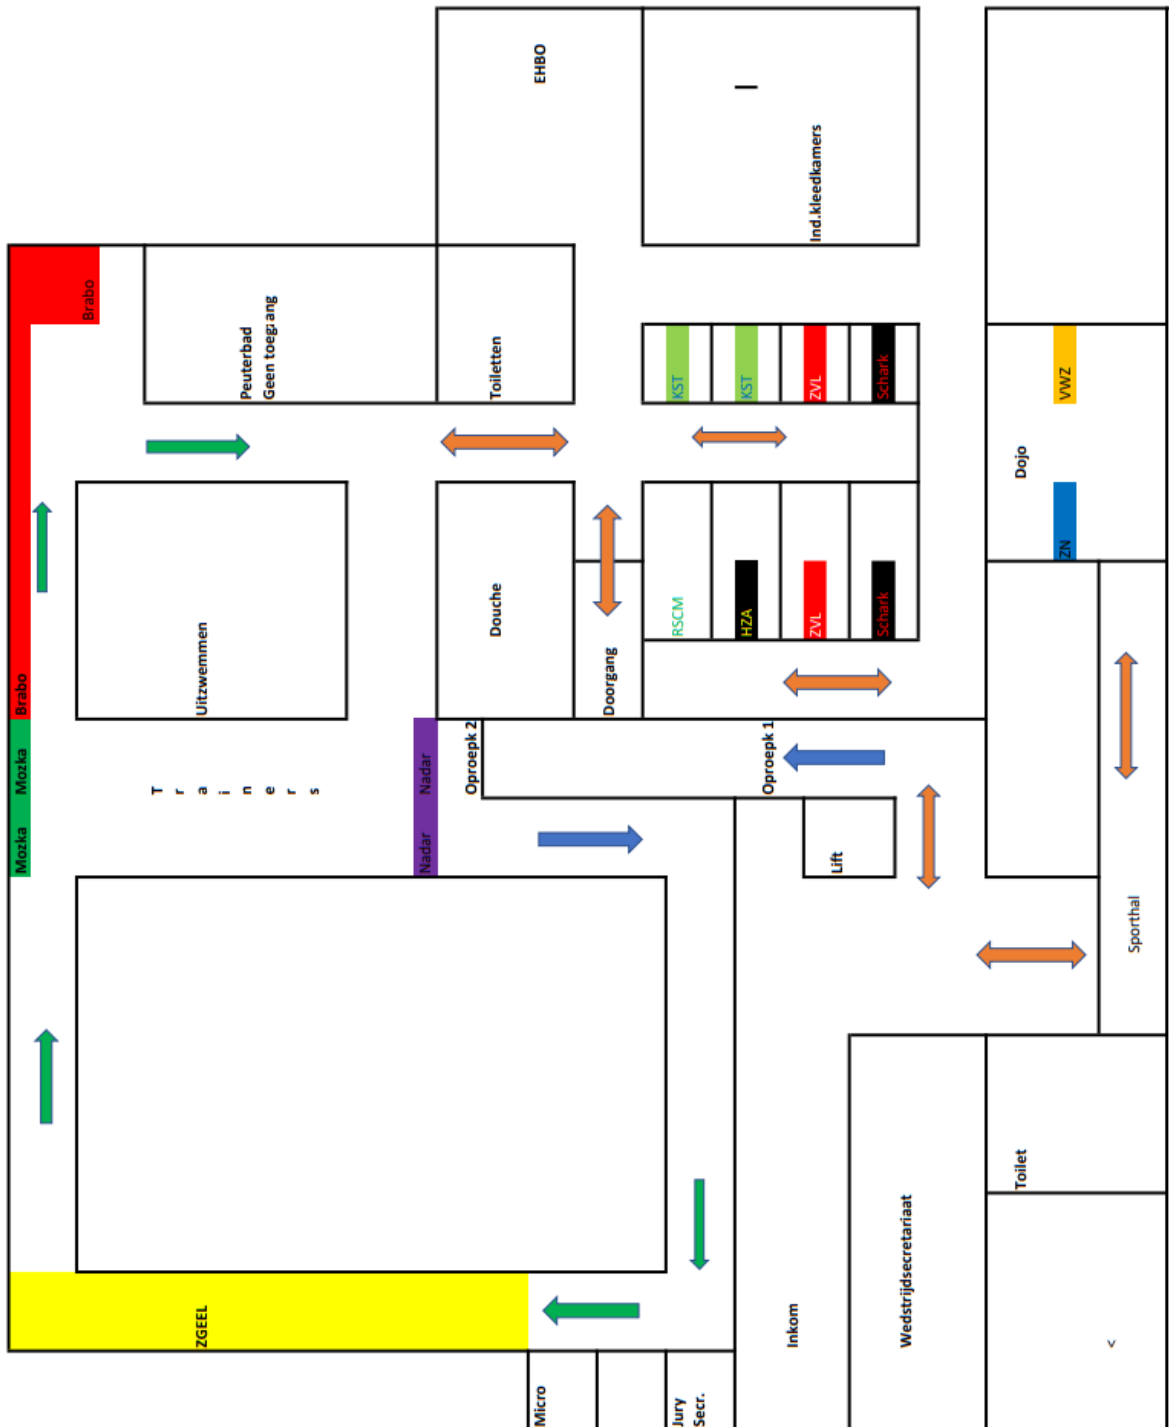 Mozka
Mozka
Brabo
Brabo
T
r
a
i
n
e
r
s
ZGEEL
Uitzwemmen
Peuterbad
Geen toegang
Nadar
Nadar
Oproepk 2
Douche
Toiletten
Micro
EHBO
Doorgang
Jury
Secr.
RSCM
KST
HZA
KST
Oproepk 1
Inkom
ZVL
ZVL
Ind.kleedkamers
Lift
Schark
Schark
Wedstrijdsecretariaat
Toilet
Dojo
ZN
VWZ
<
Sporthal